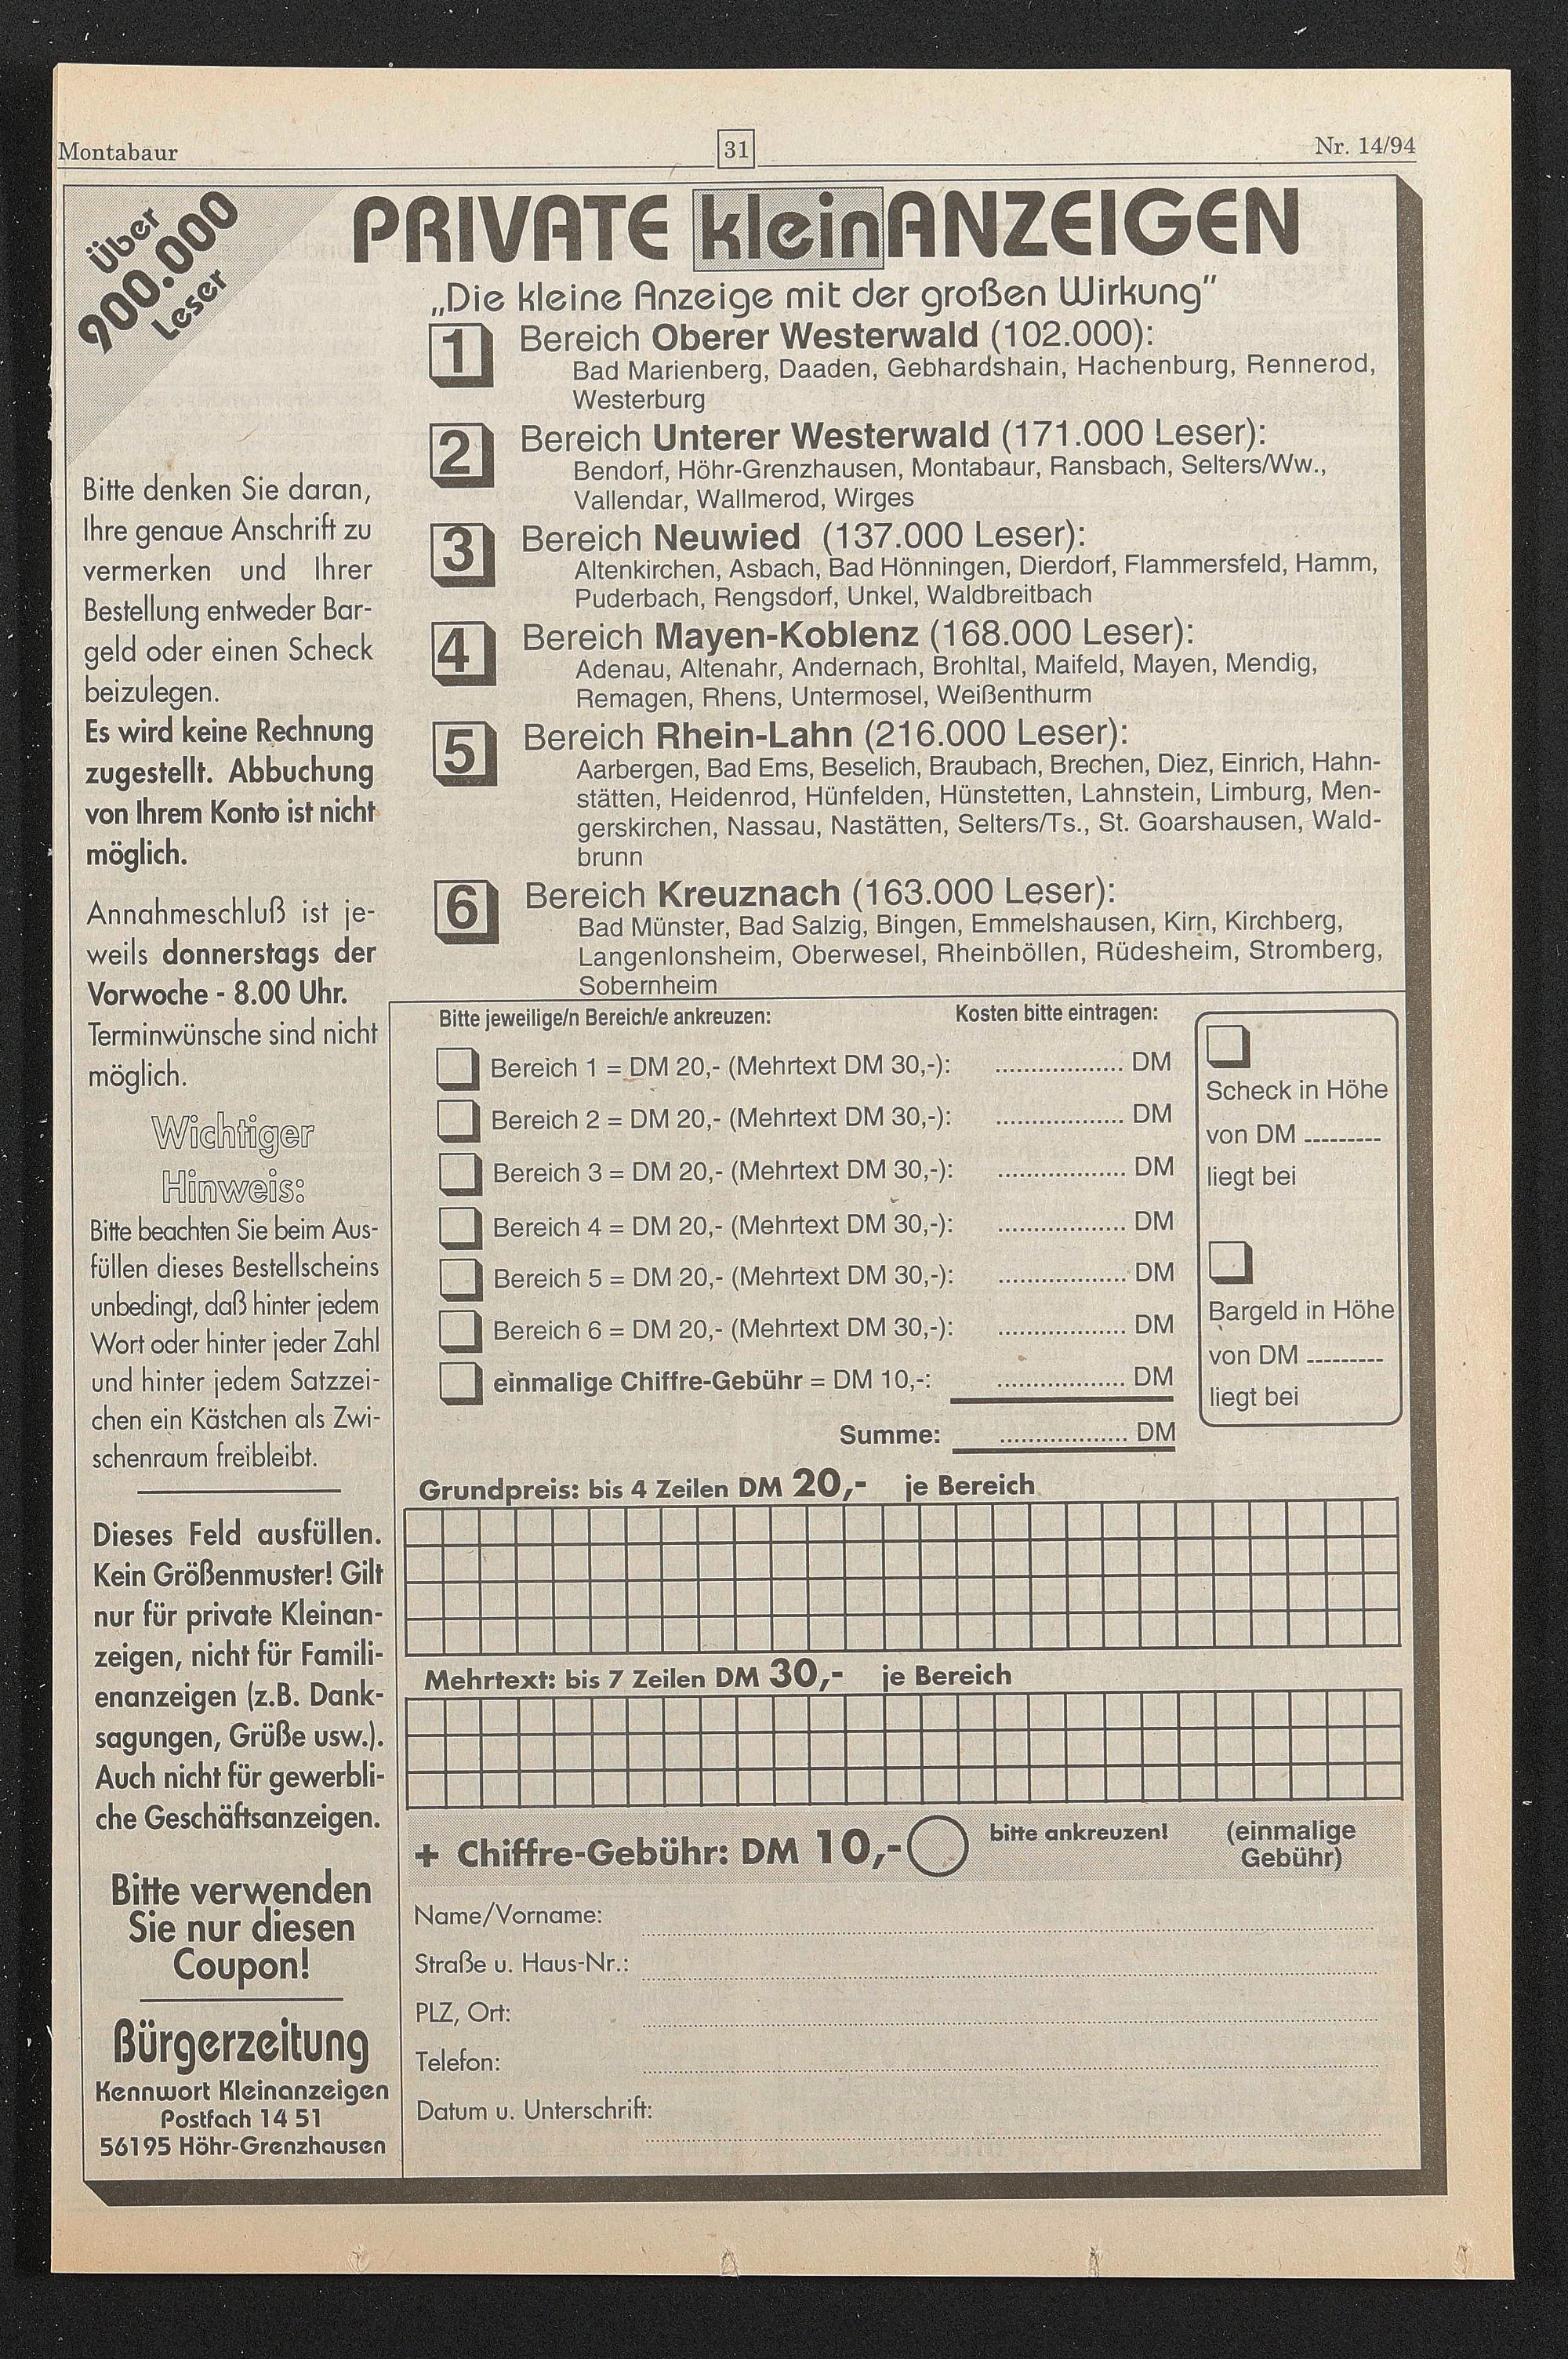 Montabaur
31
Nr. 14/94
Über
900.000
Leser
PRIVATE kleinANZEIGEN
„Die kleine Anzeige mit der großen Wirkung"
1 Bereich Oberer Westerwald (102.000):
Bad Marienberg, Daaden, Gebhardshain, Hachenburg, Rennerod,
Westerburg
2 Bereich Unterer Westerwald (171.000 Leser):
Bendorf, Höhr-Grenzhausen, Montabaur, Ransbach, Selters/Ww.,
Vallendar, Wallmerod, Wirges
3 Bereich Neuwied (137.000 Leser):
Altenkirchen, Asbach, Bad Hönningen, Dierdorf, Flammersfeld, Hamm,
Puderbach, Rengsdorf, Unkel, Waldbreitbach
4 Bereich Mayen-Koblenz (168.000 Leser):
Adenau, Altenahr, Andernach, Brohltal, Maifeld, Mayen, Mendig,
Remagen, Rhens, Untermosel, Weißenthurm
5 Bereich Rhein-Lahn (216.000 Leser):
Aarbergen, Bad Ems, Beselich, Braubach, Brechen, Diez, Einrich, Hahn-
stätten, Heidenrod, Hünfelden, Hünstetten, Lahnstein, Limburg, Men-
gerskirchen, Nassau, Nastätten, Selters/Ts., St. Goarshausen, Wald-
brunn
6 Bereich Kreuznach (163.000 Leser):
Bad Münster, Bad Salzig, Bingen, Emmelshausen, Kirn, Kirchberg,
Langenlonsheim, Oberwesel, Rheinböllen, Rüdesheim, Stromberg,
Sobernheim
Bitte denken Sie daran,
Ihre genaue Anschrift zu
vermerken und Ihrer
Bestellung entweder Bar-
geld oder einen Scheck
beizulegen.
Es wird keine Rechnung
zugestellt. Abbuchung
von Ihrem Konto ist nicht
möglich.
Annahmeschluß ist je-
weils donnerstags der
Vorwoche - 8.00 Uhr.
Terminwünsche sind nicht
möglich.
Wichtiger
Hinweis:
Bitte beachten Sie beim Aus-
füllen dieses Bestellscheins
unbedingt, daß hinter jedem
Wort oder hinter jeder Zahl
und hinter jedem Satzzei-
chen ein Kästchen als Zwi-
schenraum freibleibt.
Dieses Feld ausfüllen.
Kein Größenmuster! Gilt
nur für private Kleinan-
zeigen, nicht für Famili-
enanzeigen (z.B. Dank-
sagungen, Grüße usw.).
Auch nicht für gewerbli-
che Geschäftsanzeigen.
Bitte verwenden
Sie nur diesen
Coupon!
Bürgerzeitung
Kennwort Kleinanzeigen
Postfach 14 51
56195 Höhr-Grenzhausen
Bitte jeweilige/n Bereich/e ankreuzen: Kosten bitte eintragen:
Bereich 1 = DM 20,- (Mehrtext DM 30,-): .................. DM
Bereich 2 = DM 20,- (Mehrtext DM 30,-): .................. DM
Bereich 3 = DM 20,- (Mehrtext DM 30,-): .................. DM
Bereich 4 = DM 20,- (Mehrtext DM 30,-): .................. DM
Bereich 5 = DM 20,- (Mehrtext DM 30,-): .................. DM
Bereich 6 = DM 20,- (Mehrtext DM 30,-): .................. DM
einmalige Chiffre-Gebühr = DM 10,-: .................. DM
Summe: .................. DM
Scheck in Höhe
von DM ---------
liegt bei
Bargeld in Höhe
von DM ---------
liegt bei
Grundpreis: bis 4 Zeilen DM 20,- je Bereich
Mehrtext: bis 7 Zeilen DM 30,- je Bereich
+ Chiffre-Gebühr: DM 10,- bitte ankreuzen! (einmalige
Gebühr)
Name/Vorname:
Straße u. Haus-Nr.:
PLZ, Ort:
Telefon:
Datum u. Unterschrift: